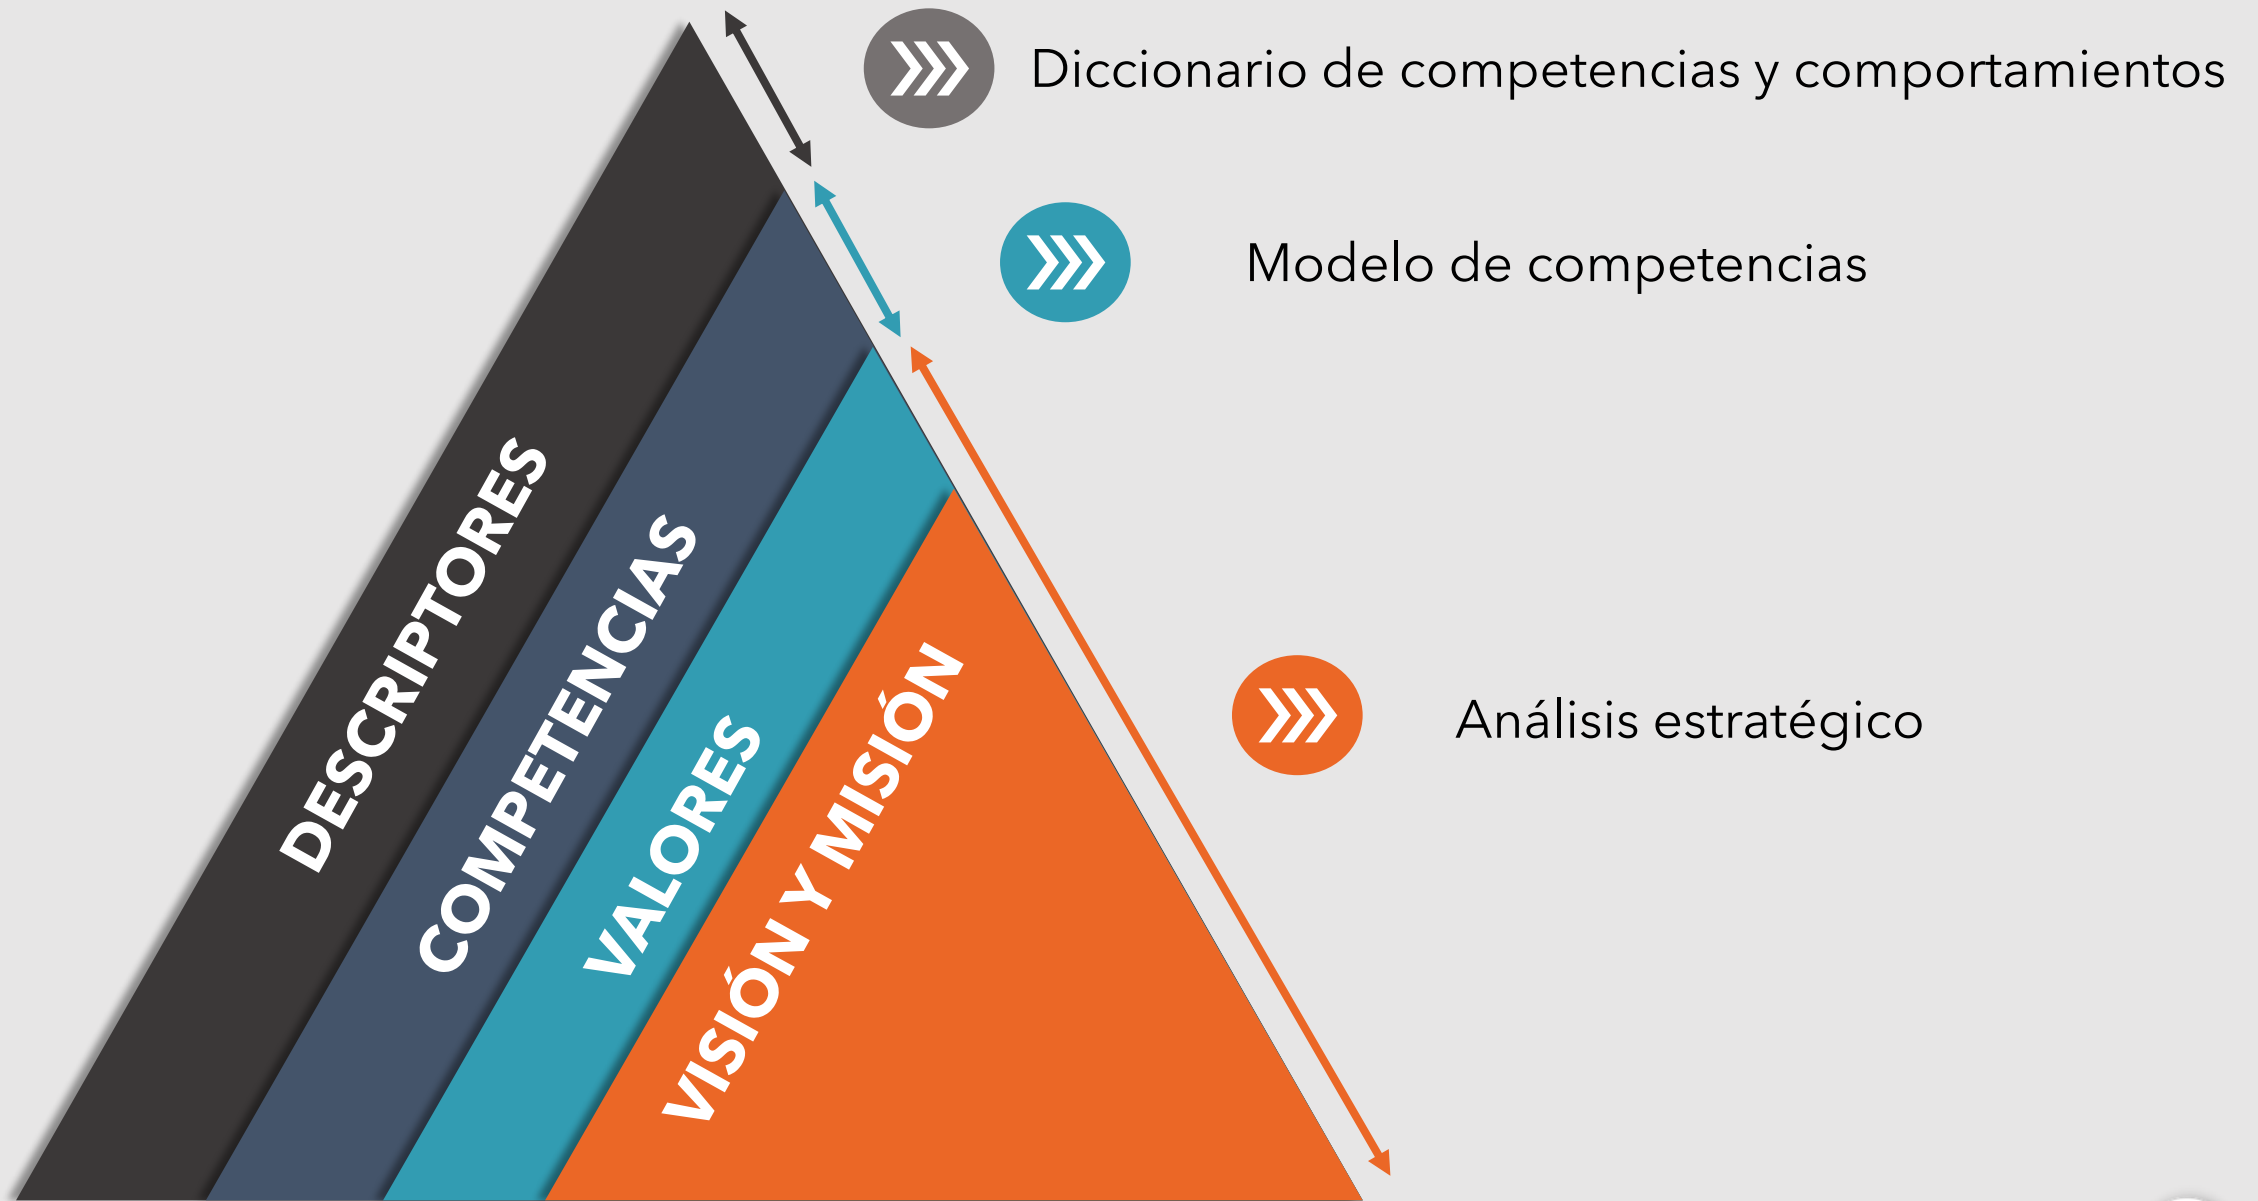 Diccionario de competencias y comportamientos
Modelo de competencias
Análisis estratégico
DESCRIPTORES
COMPETENCIAS
VALORES
VISIÓN Y MISIÓN